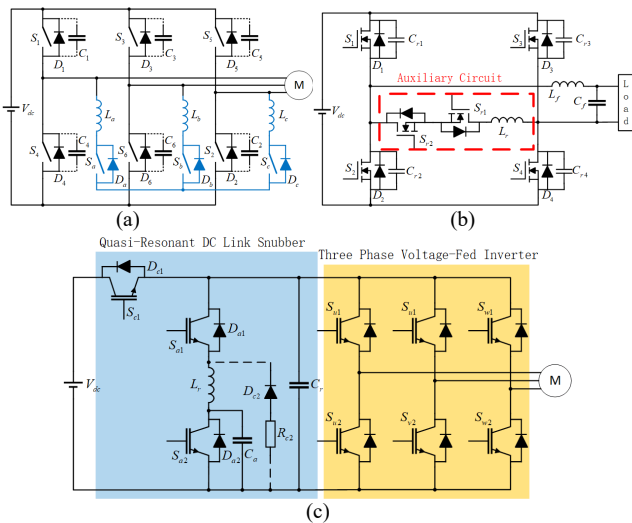 S1
C1
D1
S3
C3
D3
S5
C5
D5
M
Vdc
La
Lb
Lc
S4
C4
D4
Sa
Da
S6
C6
D6
Sb
Db
S2
C2
D2
Sc
Dc
(a)
S1
Cr1
D1
S3
Cr3
D3
Auxiliary Circuit
Lf
Cf
Load
Vdc
Sr1
Sr2
Lr
S2
Cr2
D2
S4
Cr4
D4
(b)
Quasi-Resonant DC Link Snubber
Three Phase Voltage-Fed Inverter
Dc1
Sc1
Sa1
Da1
Lr
Dc2
Cr
Vdc
Sa2
Da2
Ca
Rc2
Su1
Sv1
Sw1
M
Su2
Sv2
Sw2
(c)